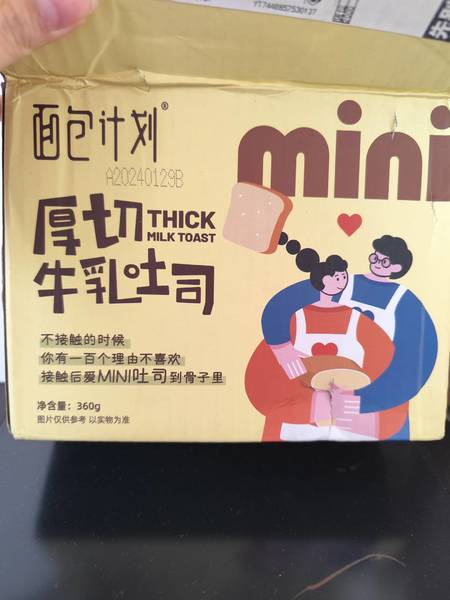 YT7448857530137
面包计划®
A20240129B
mini
厚切
THICK
MILK TOAST
牛乳吐司
不接触的时候
你有一百个理由不喜欢
接触后爱MINI吐司到骨子里
净含量：360g
图片仅供参考 以实物为准